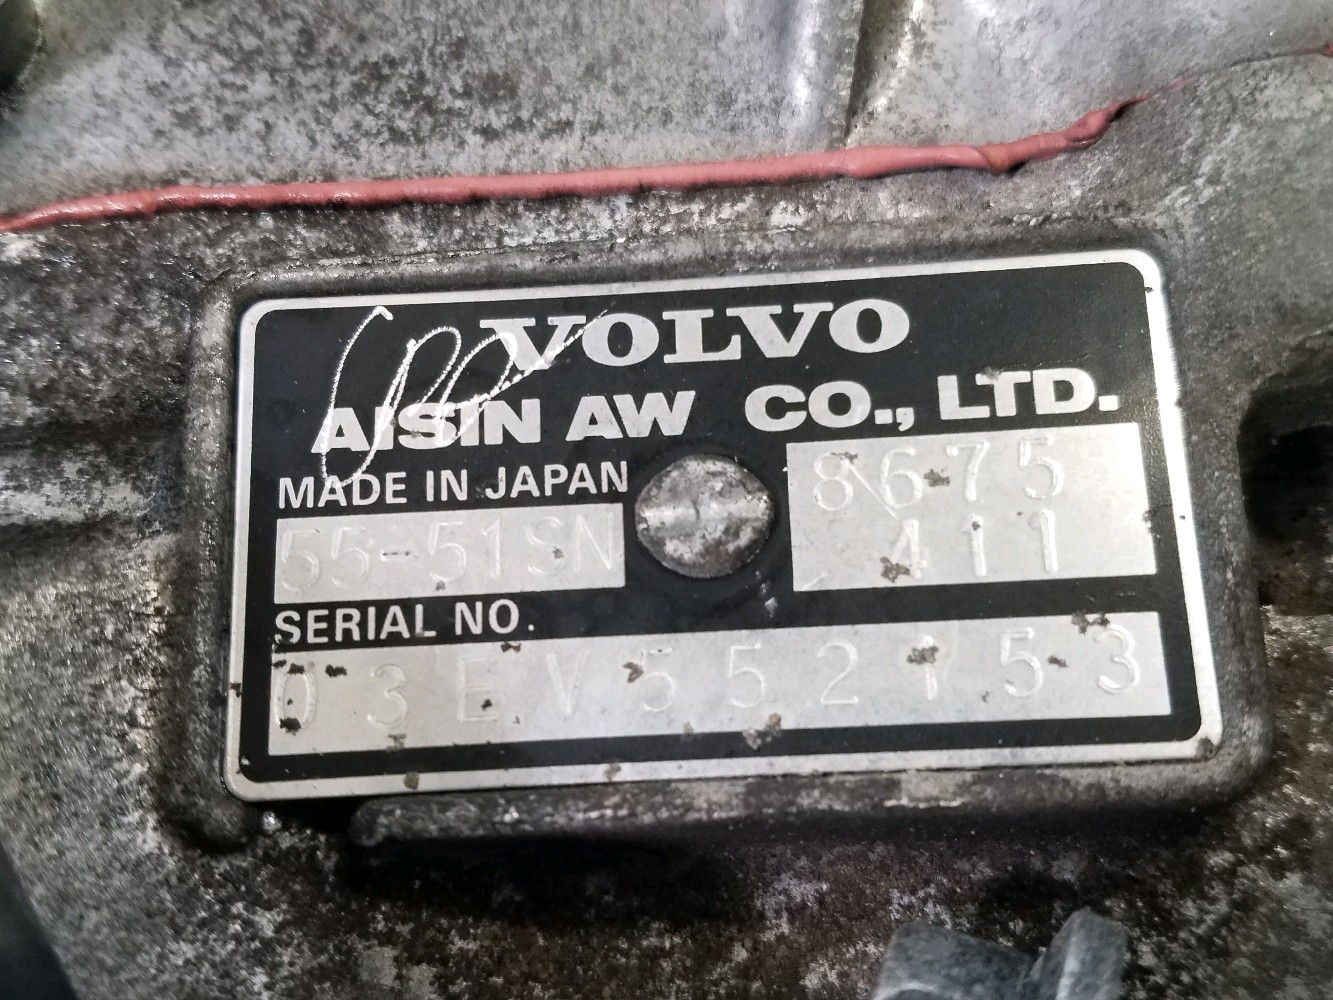 VOLVO
AISIN AW CO., LTD.
MADE IN JAPAN
8675
411
55-51SN
SERIAL NO.
03EV552153